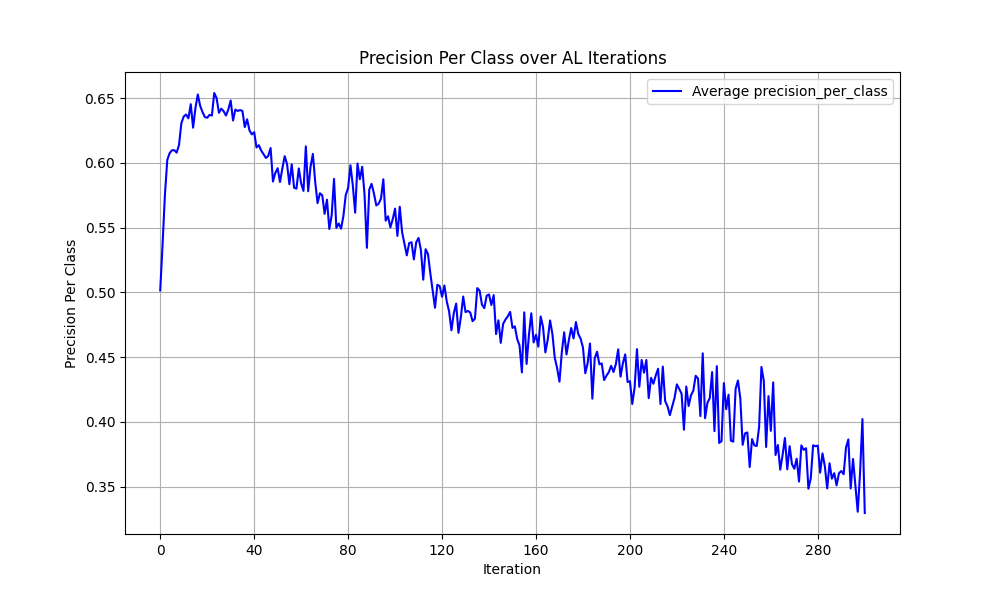 Precision Per Class over AL Iterations
Average precision_per_class
Precision Per Class
0.65
0.60
0.55
0.50
0.45
0.40
0.35
0 40 80 120 160 200 240 280
Iteration